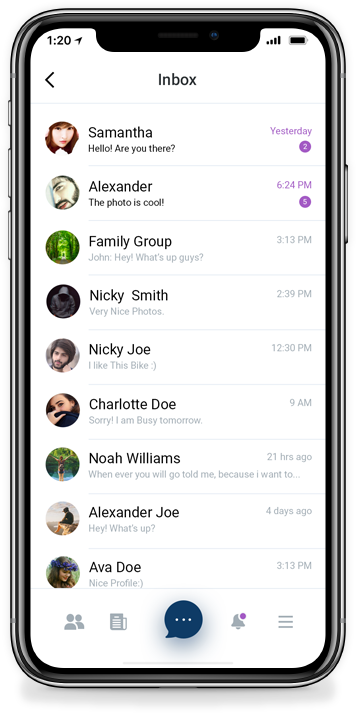 1:20
Inbox
Samantha Yesterday
Hello! Are you there? 2
Alexander 6:24 PM
The photo is cool! 5
Family Group 3:13 PM
John: Hey! What's up guys?
Nicky Smith 2:39 PM
Very Nice Photos.
Nicky Joe 12:30 PM
I like This Bike :)
Charlotte Doe 9 AM
Sorry! I am Busy tomorrow.
Noah Williams 21 hrs ago
When ever you will go told me, because i want to...
Alexander Joe 4 days ago
Hey! What's up?
Ava Doe 3:13 PM
Nice Profile:)